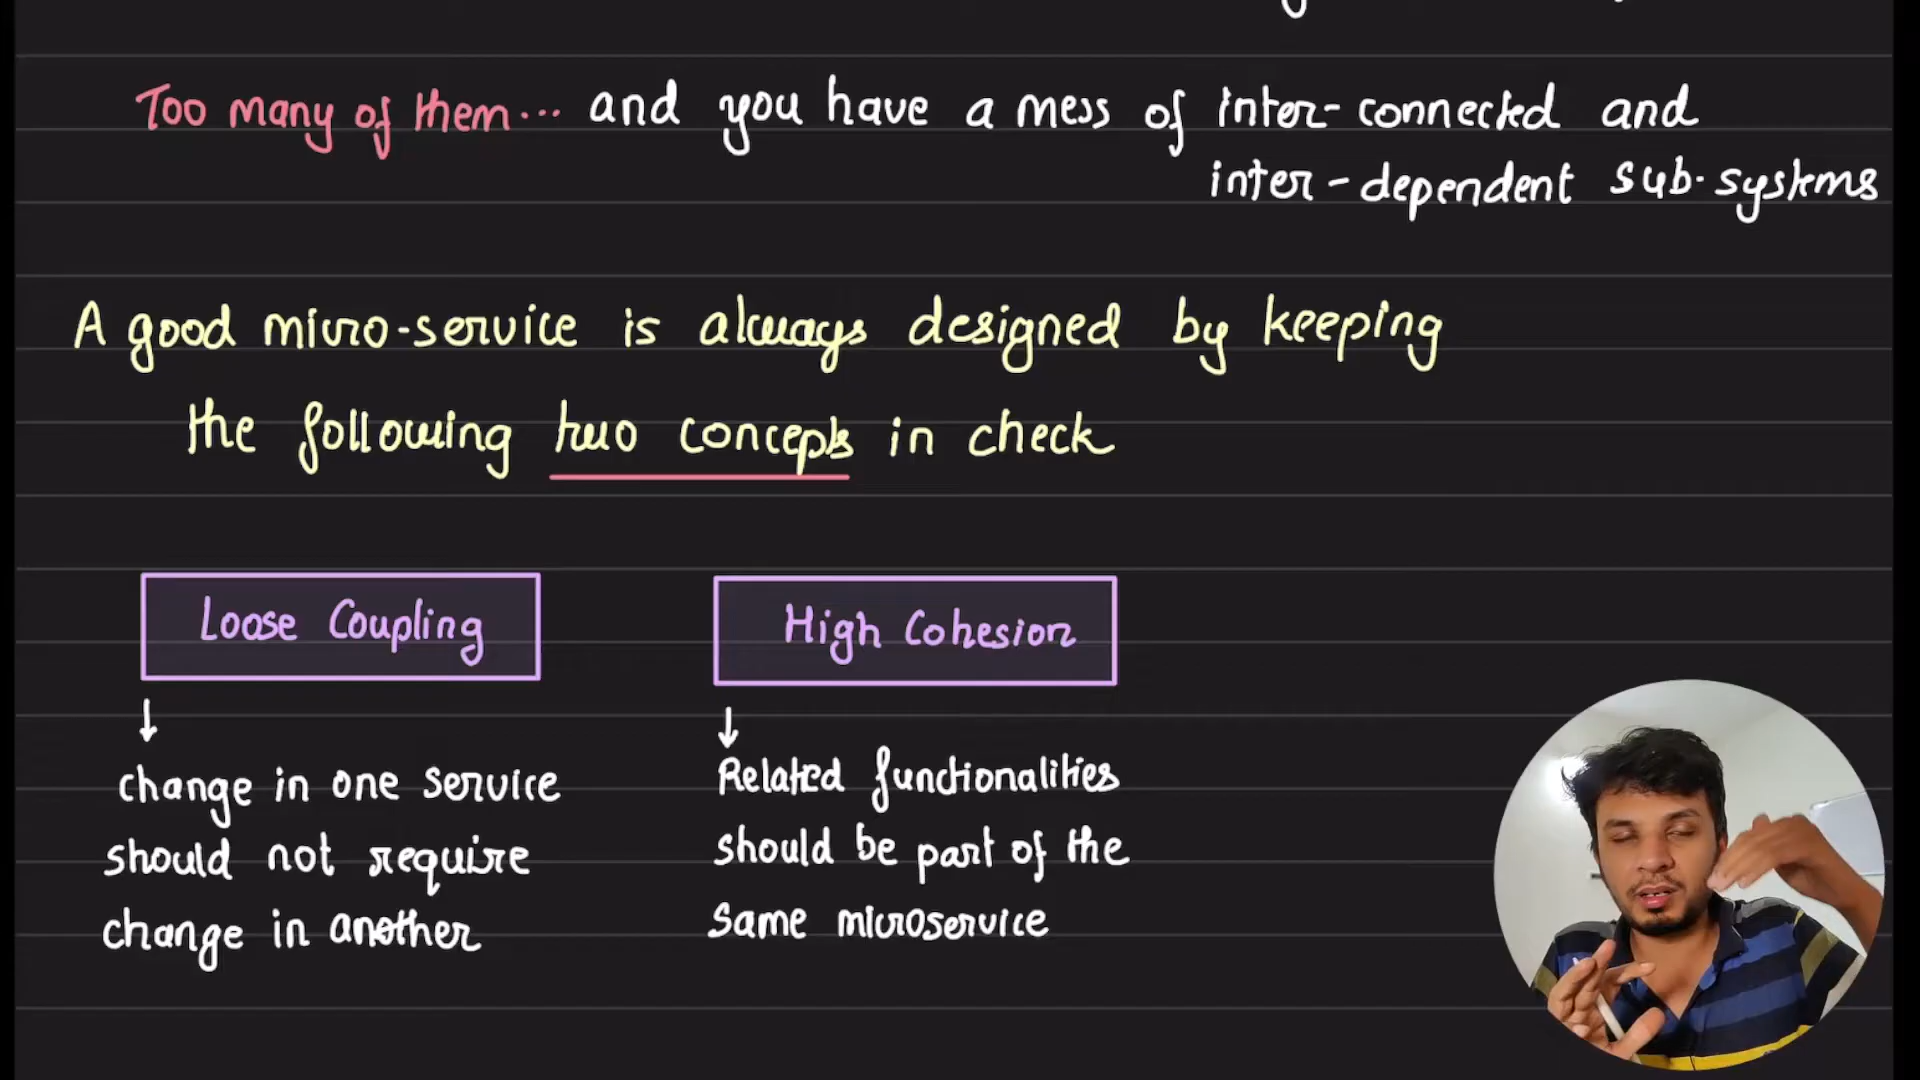 Too many of them... and you have a mess of inter-connected and
inter-dependent sub-systems
A good micro-service is always designed by keeping
the following two concepts in check
Loose Coupling
High Cohesion
change in one service
should not require
change in another
Related functionalities
should be part of the
same microservice